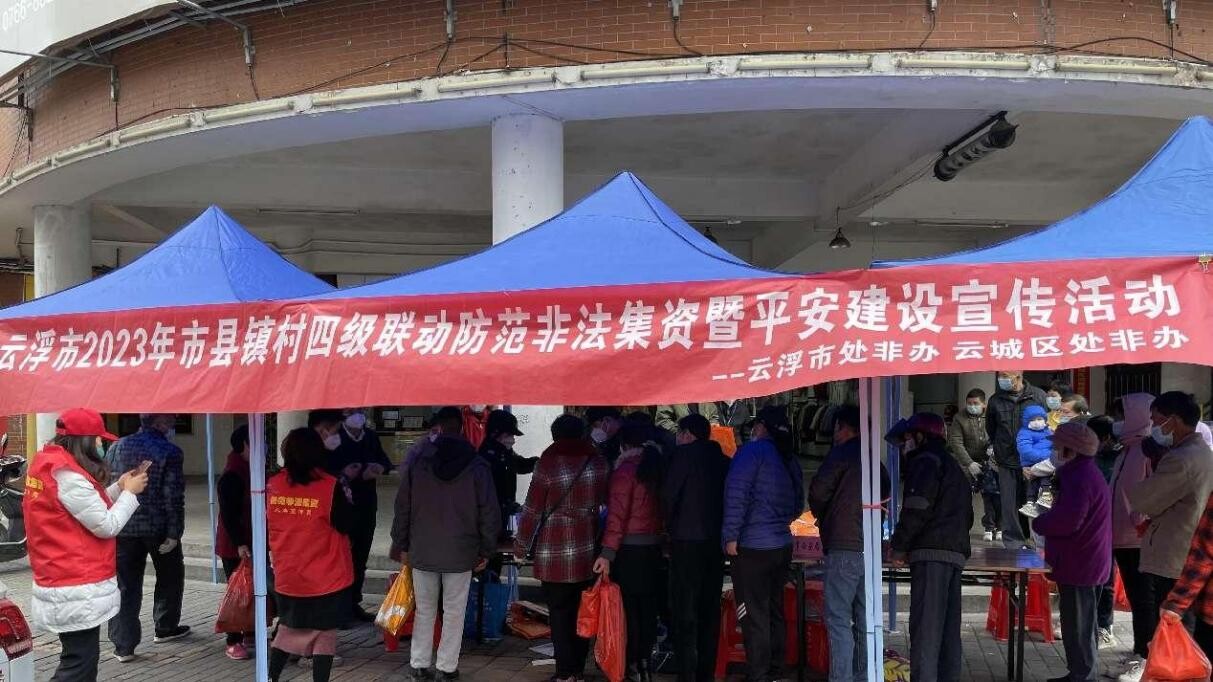 0766-8
云浮市2023年市县镇村四级联动防范非法集资暨平安建设宣传活动
--云浮市处非办 云城区处非办